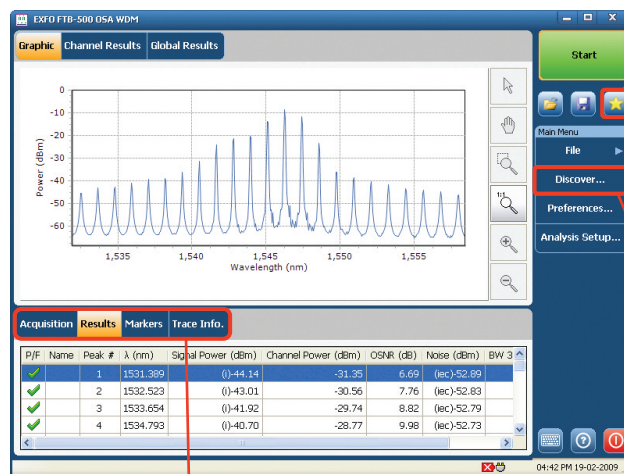 EXFO FTB-500 OSA WDM
Graphic Channel Results Global Results
Start
0
-10
-20
-30
-40
-50
-60
Power (dBm)
1,535 1,540 1,545 1,550 1,555
Wavelength (nm)
1:1
Main Menu
File
Discover...
Preferences...
Analysis Setup...
Acquisition Results Markers Trace Info.
P/F Name Peak # λ (nm) Signal Power (dBm) Channel Power (dBm) OSNR (dB) Noise (dBm) BW 3
1 1531.389 (i)-44.14 -31.35 6.69 (iec)-52.89
2 1532.523 (i)-43.01 -30.56 7.76 (iec)-52.83
3 1533.654 (i)-41.92 -29.74 8.82 (iec)-52.79
4 1534.793 (i)-40.70 -28.77 9.98 (iec)-52.73
04:42 PM 19-02-2009